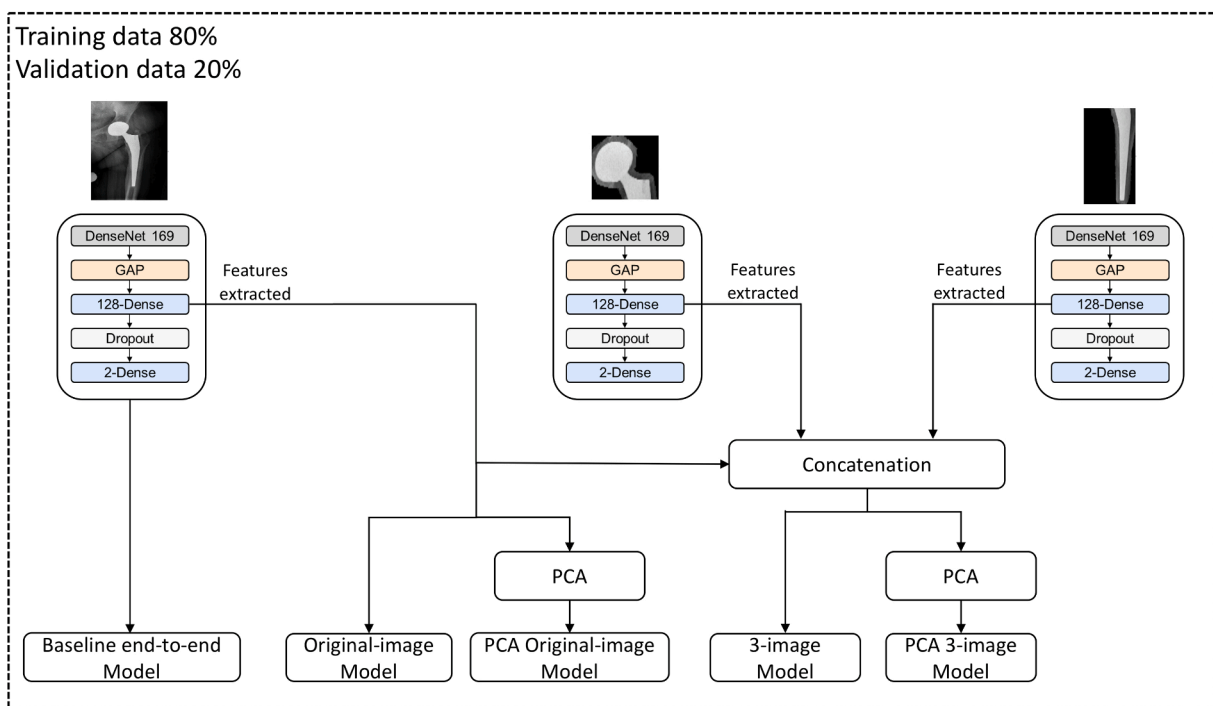 Training data 80%
Validation data 20%
DenseNet 169
GAP
128-Dense
Dropout
2-Dense
Features
extracted
DenseNet 169
GAP
128-Dense
Dropout
2-Dense
Features
extracted
Features
extracted
DenseNet 169
GAP
128-Dense
Dropout
2-Dense
Concatenation
PCA
PCA
Baseline end-to-end
Model
Original-image
Model
PCA Original-image
Model
3-image
Model
PCA 3-image
Model